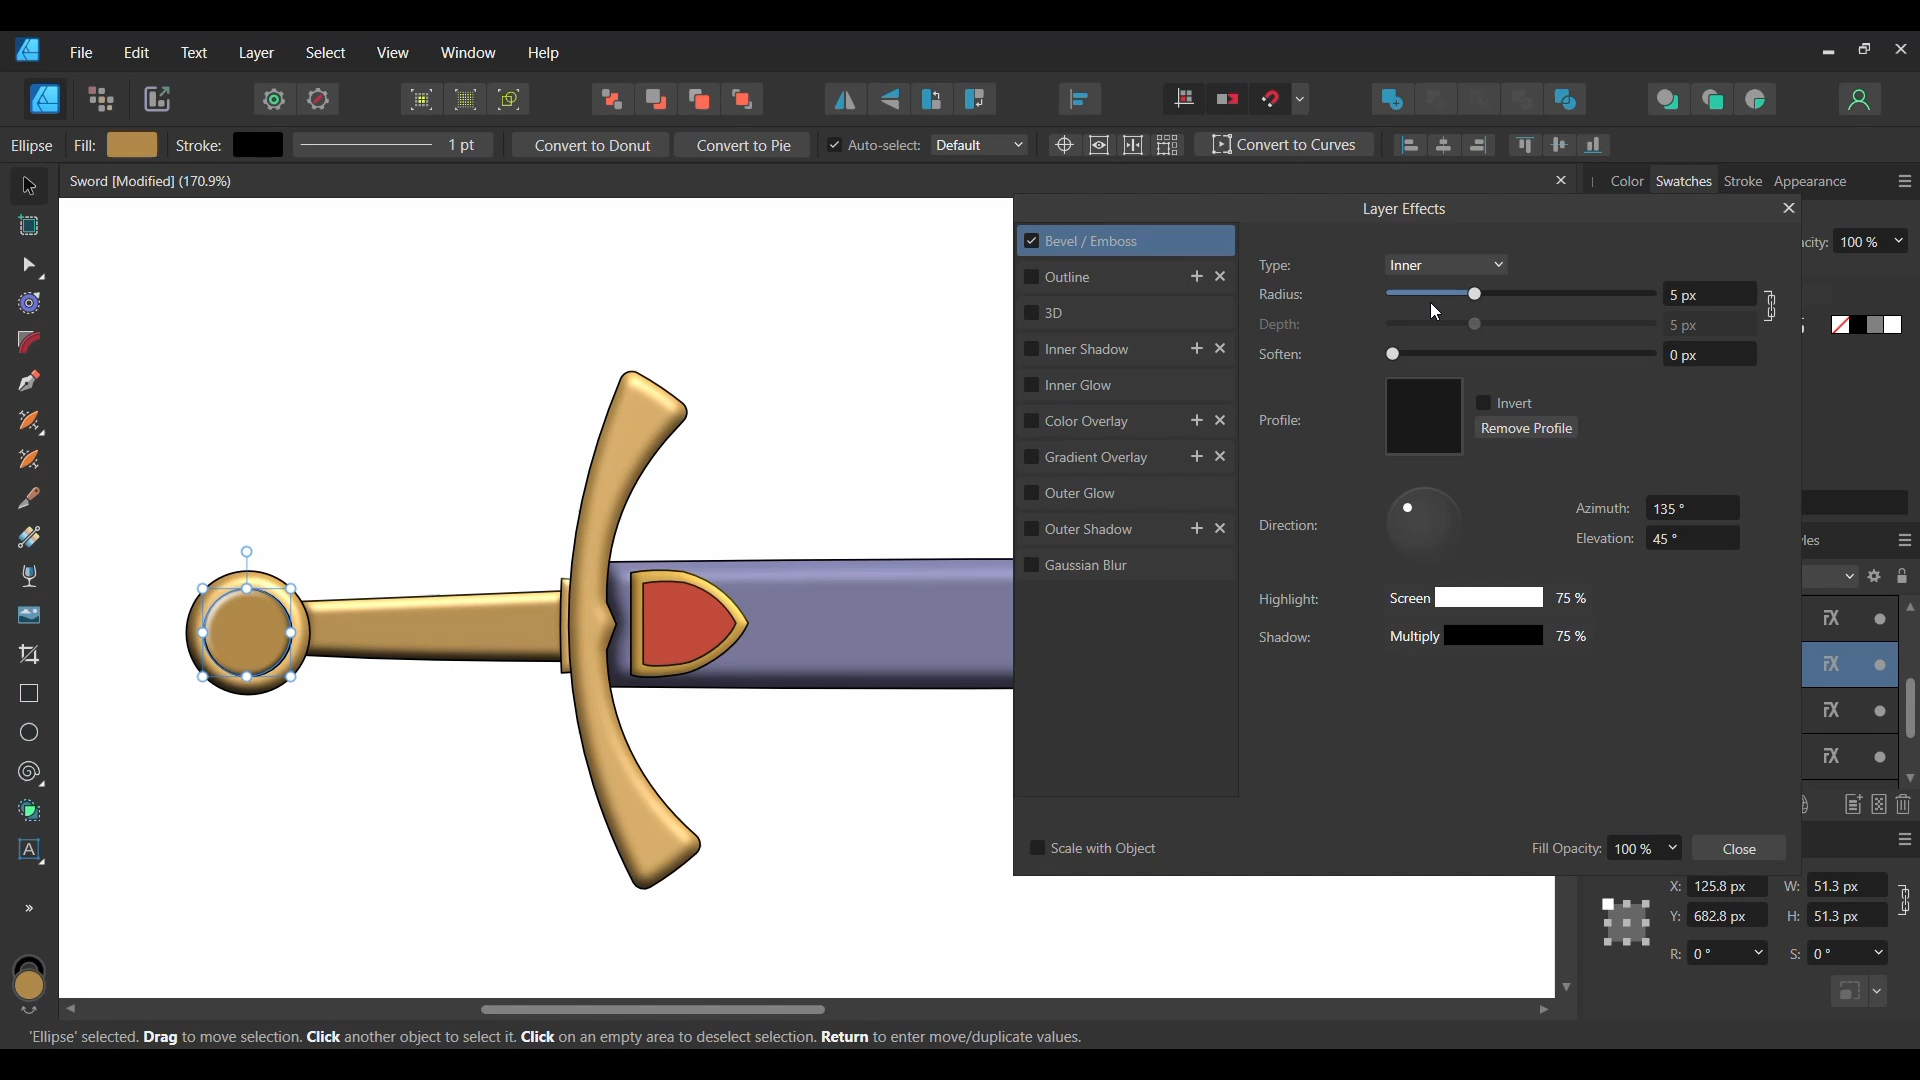 File Edit Text Layer Select View Window Help
Ellipse Fill: Stroke: 1 pt Convert to Donut Convert to Pie Auto-select: Default Convert to Curves
Sword [Modified] (170.9%)
Color Swatches Stroke Appearance
Layer Effects
Bevel / Emboss
Outline
3D
Inner Shadow
Inner Glow
Color Overlay
Gradient Overlay
Outer Glow
Outer Shadow
Gaussian Blur
Type: Inner
Radius: 5 px
Depth: 5 px
Soften: 0 px
Profile: Invert
Remove Profile
Direction: Azimuth: 135 °
Elevation: 45 °
Highlight: Screen 75 %
Shadow: Multiply 75 %
Scale with Object Fill Opacity: 100 % Close
acity: 100 %
yles
X: 125.8 px W: 51.3 px
Y: 682.8 px H: 51.3 px
R: 0 ° S: 0 °
'Ellipse' selected. Drag to move selection. Click another object to select it. Click on an empty area to deselect selection. Return to enter move/duplicate values.